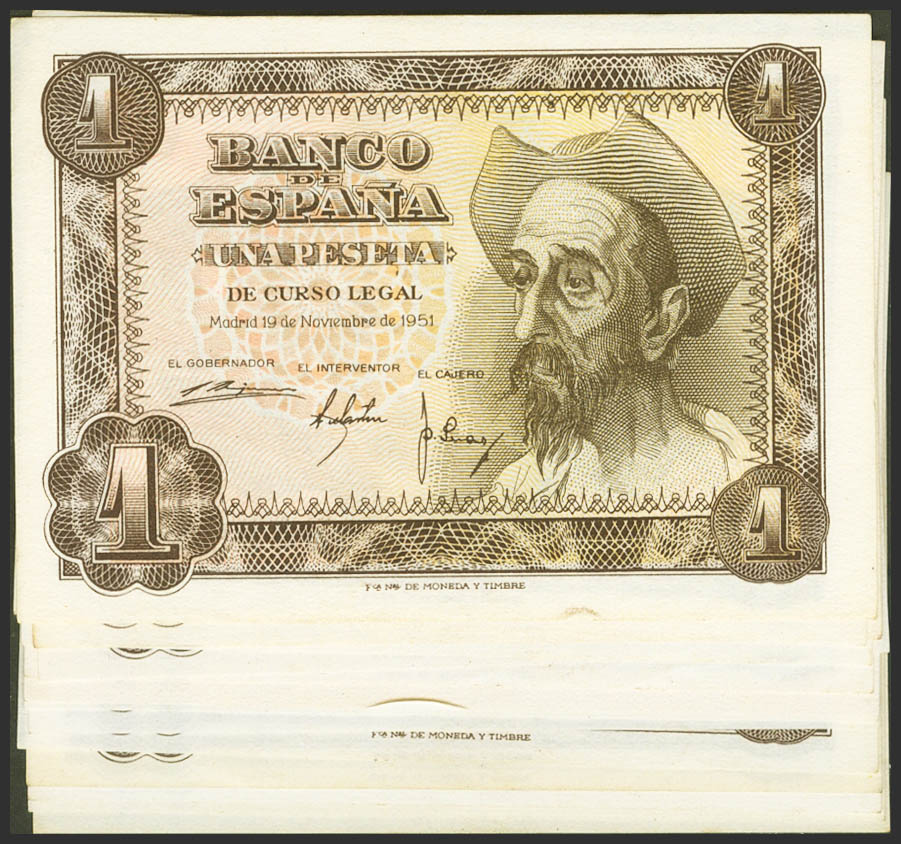 1
1
BANCO
DE
ESPAÑA
UNA PESETA
DE CURSO LEGAL
Madrid 19 de Noviembre de 1951
EL GOBERNADOR
EL INTERVENTOR
EL CAJERO
1
1
Fca Nal DE MONEDA Y TIMBRE
Fca Nal DE MONEDA Y TIMBRE